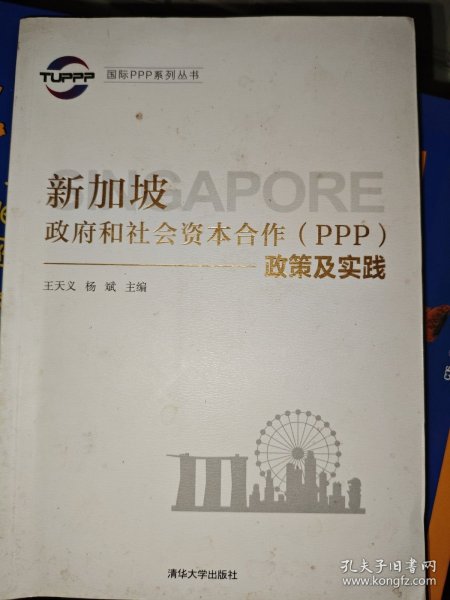 TUPPP
国际PPP系列丛书
SINGAPORE
新加坡
政府和社会资本合作（PPP）
政策及实践
王天义 杨 斌 主编
清华大学出版社
孔夫子旧书网
www.kongfz.com